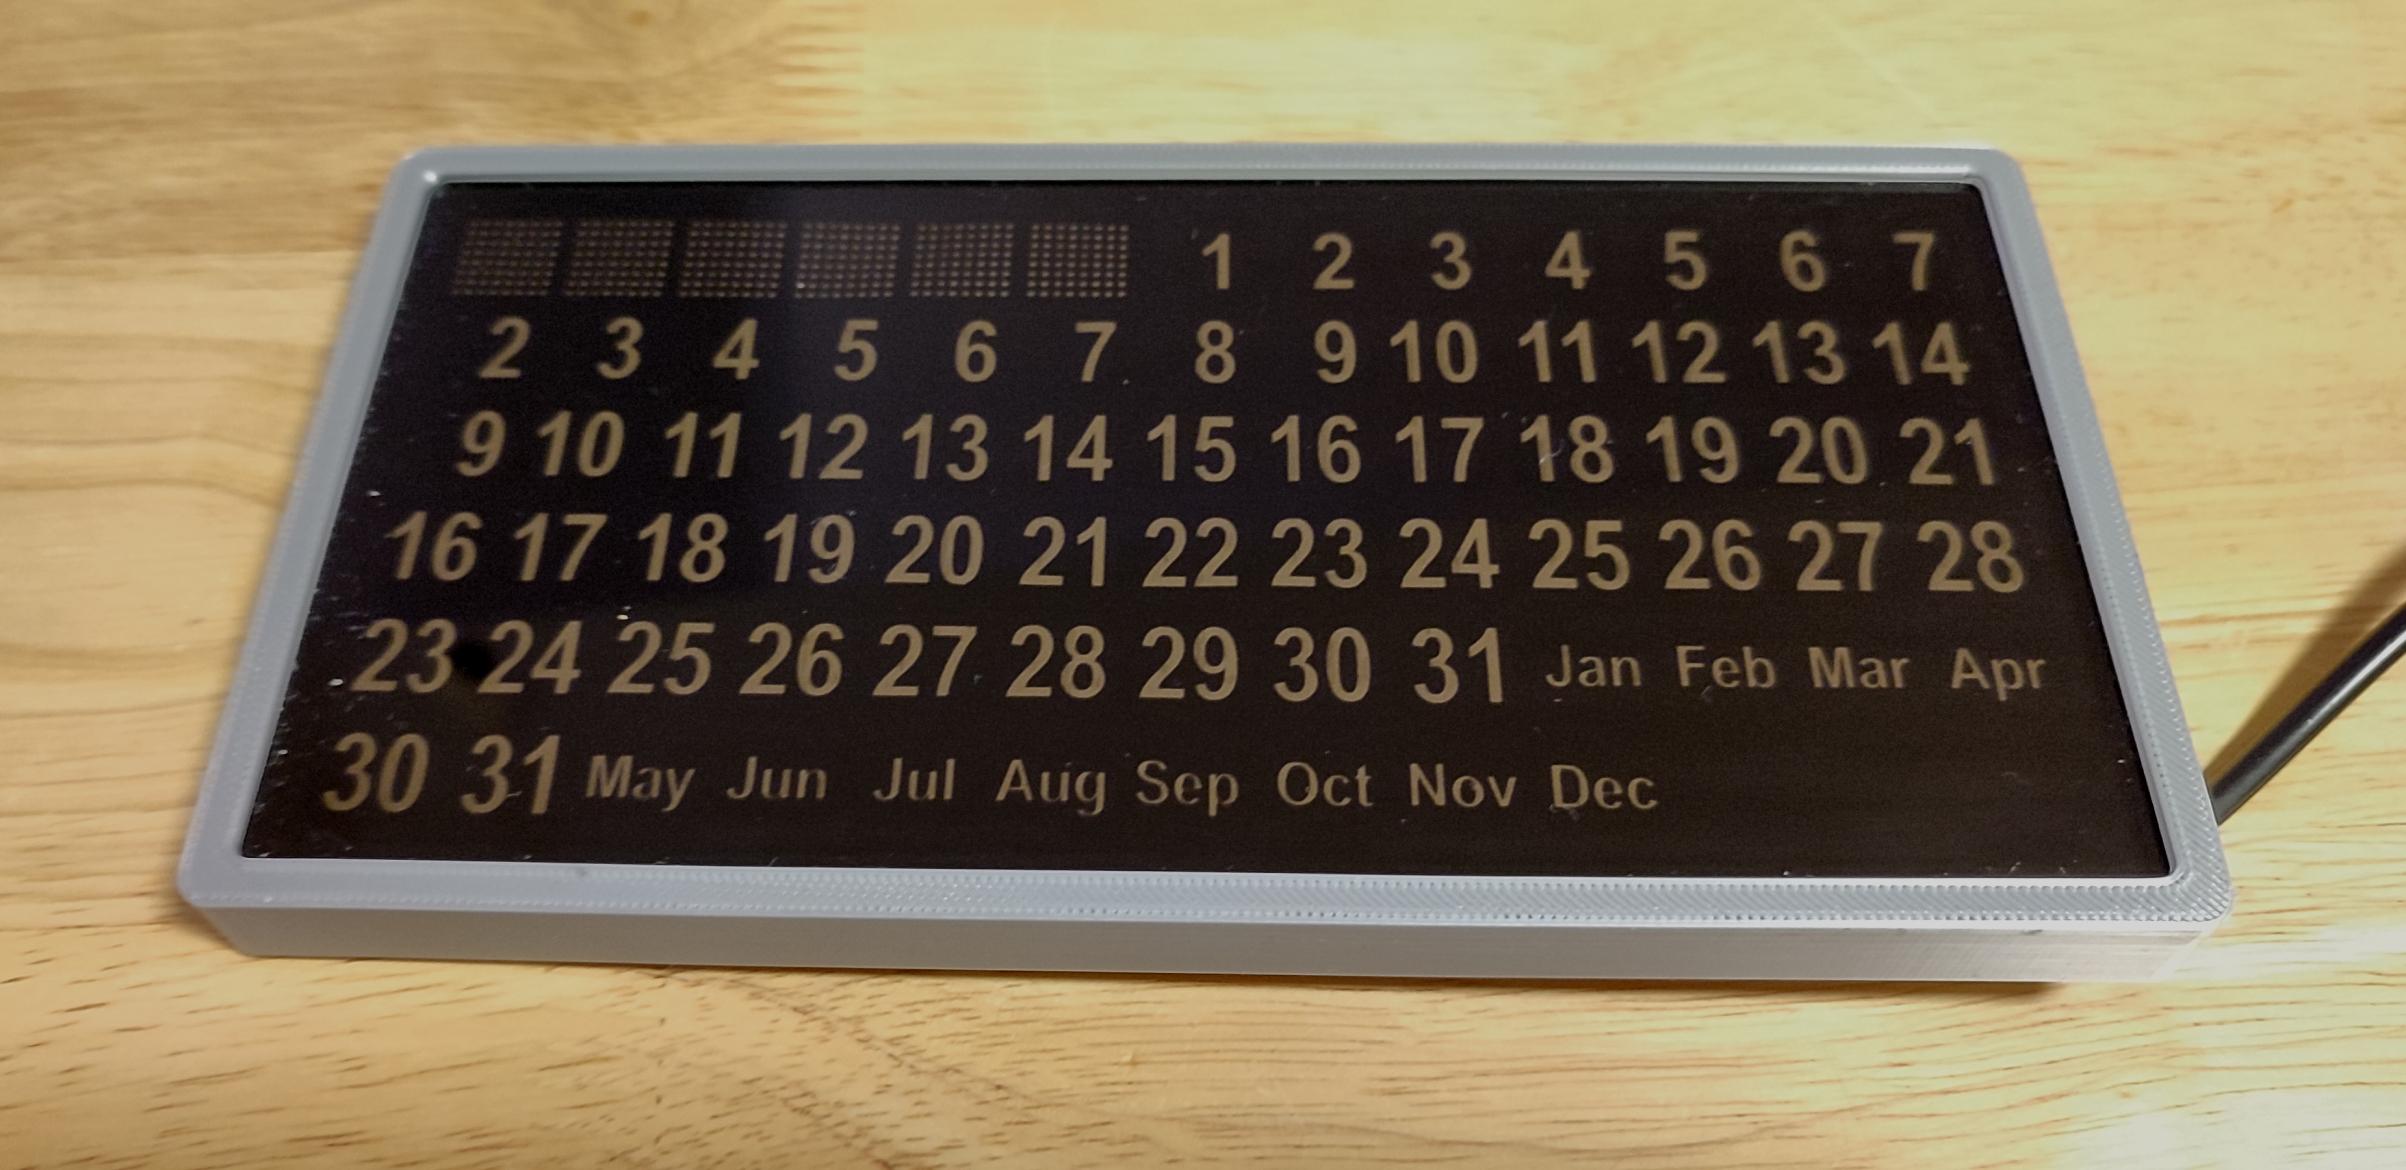 1 2 3 4 5 6 7
2 3 4 5 6 7 8 9 10 11 12 13 14
9 10 11 12 13 14 15 16 17 18 19 20 21
16 17 18 19 20 21 22 23 24 25 26 27 28
23 24 25 26 27 28 29 30 31 Jan Feb Mar Apr
30 31 May Jun Jul Aug Sep Oct Nov Dec